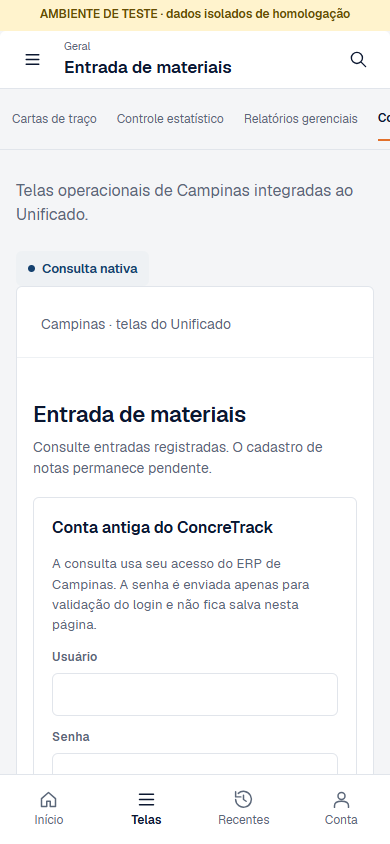 AMBIENTE DE TESTE · dados isolados de homologação
Geral
Entrada de materiais
Cartas de traço Controle estatístico Relatórios gerenciais Co
Telas operacionais de Campinas integradas ao
Unificado.
Consulta nativa
Campinas · telas do Unificado
Entrada de materiais
Consulte entradas registradas. O cadastro de
notas permanece pendente.
Conta antiga do ConcreTrack
A consulta usa seu acesso do ERP de
Campinas. A senha é enviada apenas para
validação do login e não fica salva nesta
página.
Usuário
Senha
Início Telas Recentes Conta